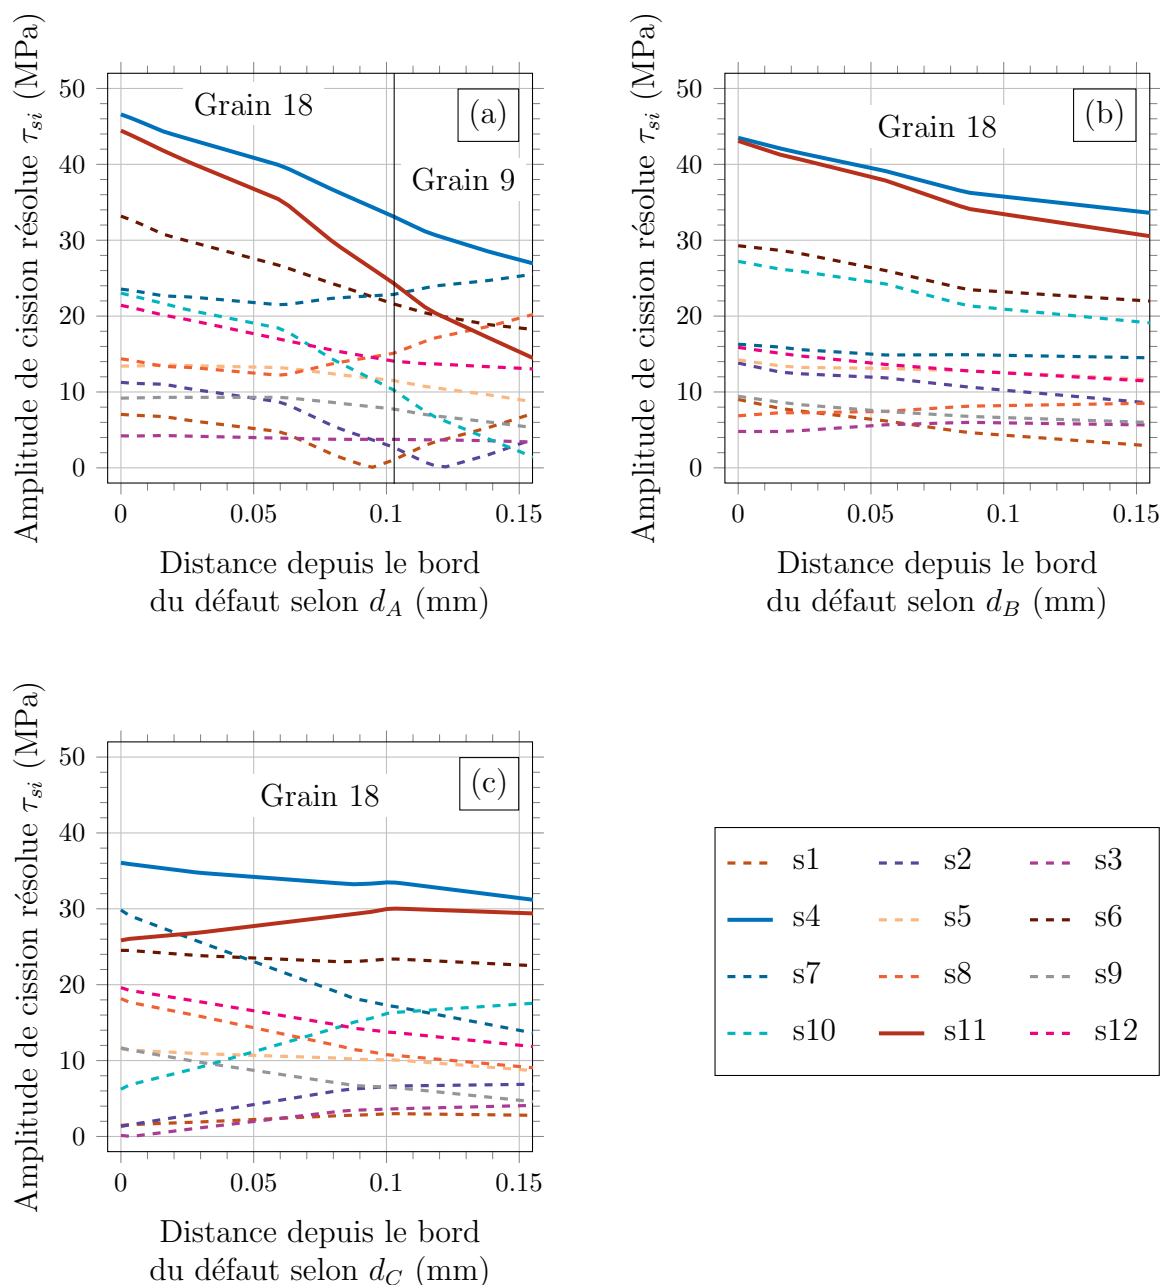 Amplitude de cission résolue τsi (MPa)
50
40
30
20
10
0
Grain 18
(a)
Grain 9
0
0.05
0.1
0.15
Distance depuis le bord
du défaut selon dA (mm)
Amplitude de cission résolue τsi (MPa)
50
40
30
20
10
0
Grain 18
(b)
0
0.05
0.1
0.15
Distance depuis le bord
du défaut selon dB (mm)
Amplitude de cission résolue τsi (MPa)
50
40
30
20
10
0
Grain 18
(c)
0
0.05
0.1
0.15
Distance depuis le bord
du défaut selon dC (mm)
s1 s2 s3
s4 s5 s6
s7 s8 s9
s10 s11 s12